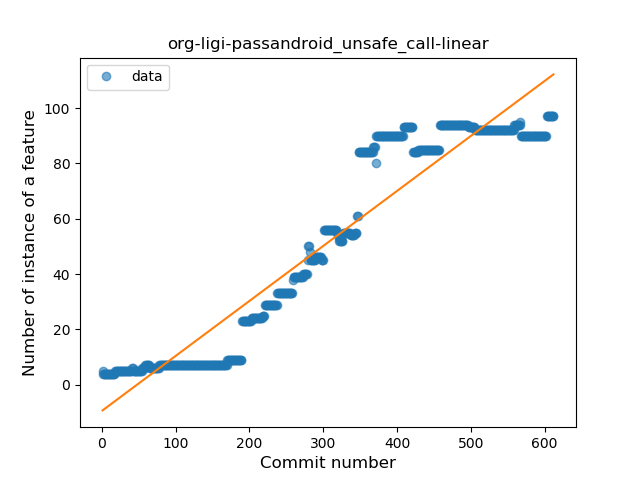 org-ligi-passandroid_unsafe_call-linear
data
Number of instance of a feature
100
80
60
40
20
0
0 100 200 300 400 500 600
Commit number